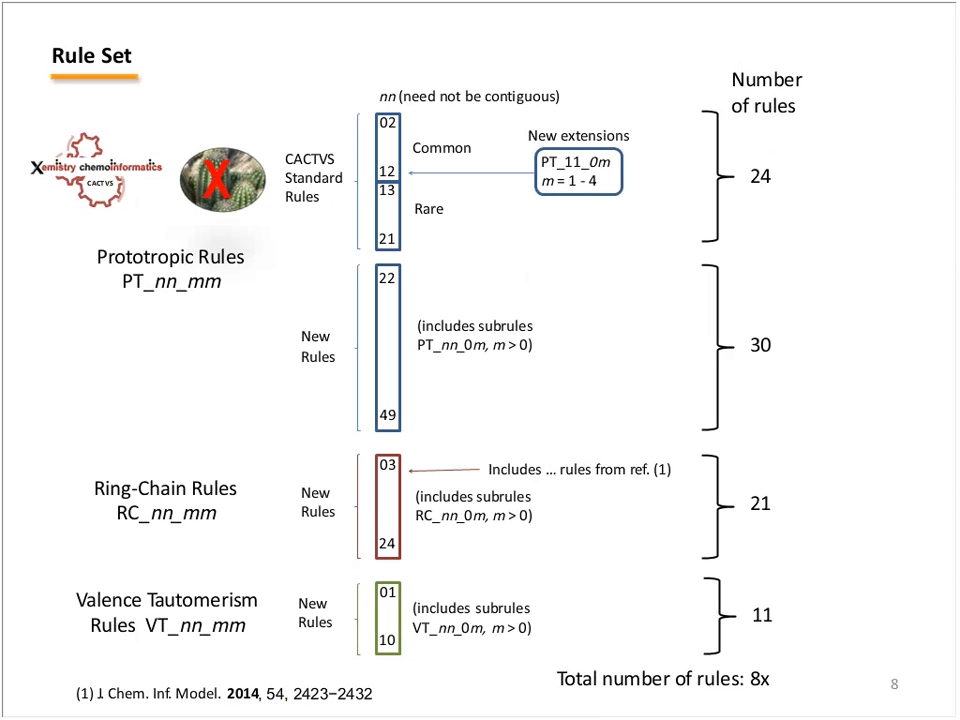 Rule Set
Number
of rules
nn (need not be contiguous)
02
Common
New extensions
Xemistry chemoinformatics
CACTVS
X
CACTVS
Standard
Rules
12
PT_11_0m
m = 1 - 4
13
Rare
21
24
Prototropic Rules
PT_nn_mm
22
New
Rules
(includes subrules
PT_nn_0m, m > 0)
49
30
Ring-Chain Rules
RC_nn_mm
New
Rules
03
Includes ... rules from ref. (1)
(includes subrules
RC_nn_0m, m > 0)
24
21
Valence Tautomerism
Rules VT_nn_mm
New
Rules
01
(includes subrules
VT_nn_0m, m > 0)
10
11
Total number of rules: 8x
(1) J. Chem. Inf. Model. 2014, 54, 2423−2432
8